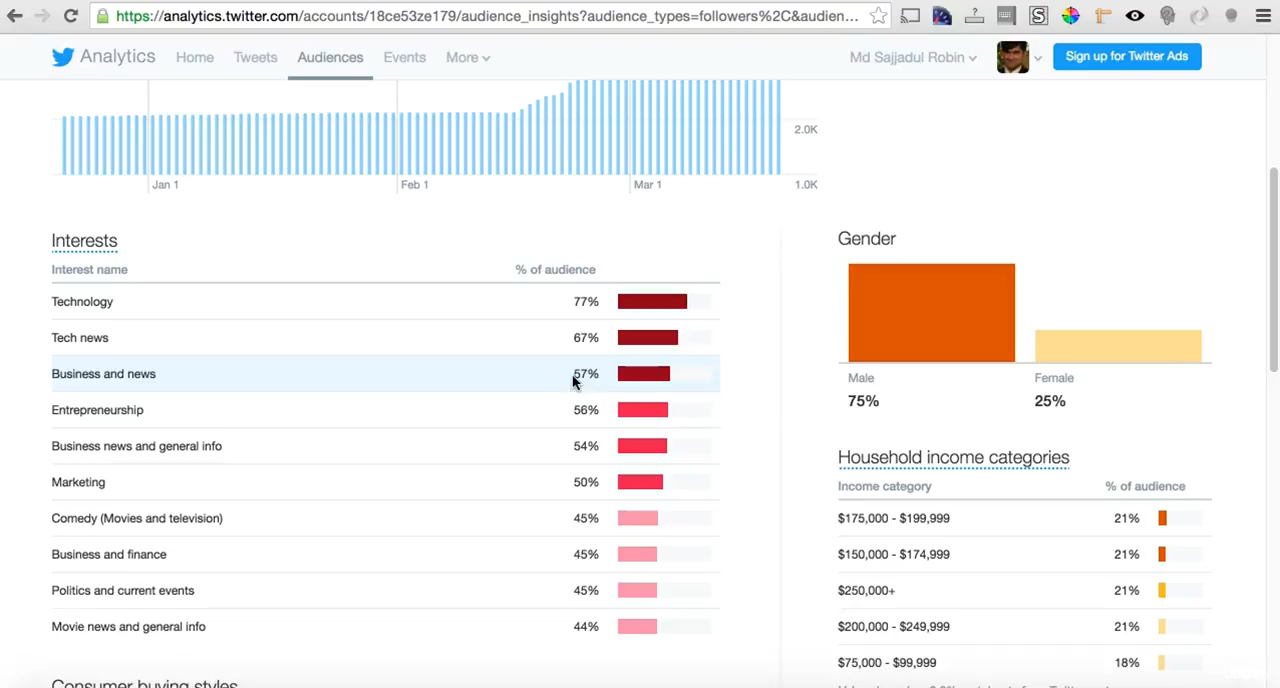 https://analytics.twitter.com/accounts/18ce53ze179/audience_insights?audience_types=followers%2C&audien...
Analytics Home Tweets Audiences Events More Md Sajjadul Robin Sign up for Twitter Ads
2.0K
Jan 1 Feb 1 Mar 1 1.0K
Interests
Interest name % of audience
Technology 77%
Tech news 67%
Business and news 57%
Entrepreneurship 56%
Business news and general info 54%
Marketing 50%
Comedy (Movies and television) 45%
Business and finance 45%
Politics and current events 45%
Movie news and general info 44%
Consumer buying styles
Gender
Male Female
75% 25%
Household income categories
Income category % of audience
$175,000 - $199,999 21%
$150,000 - $174,999 21%
$250,000+ 21%
$200,000 - $249,999 21%
$75,000 - $99,999 18%